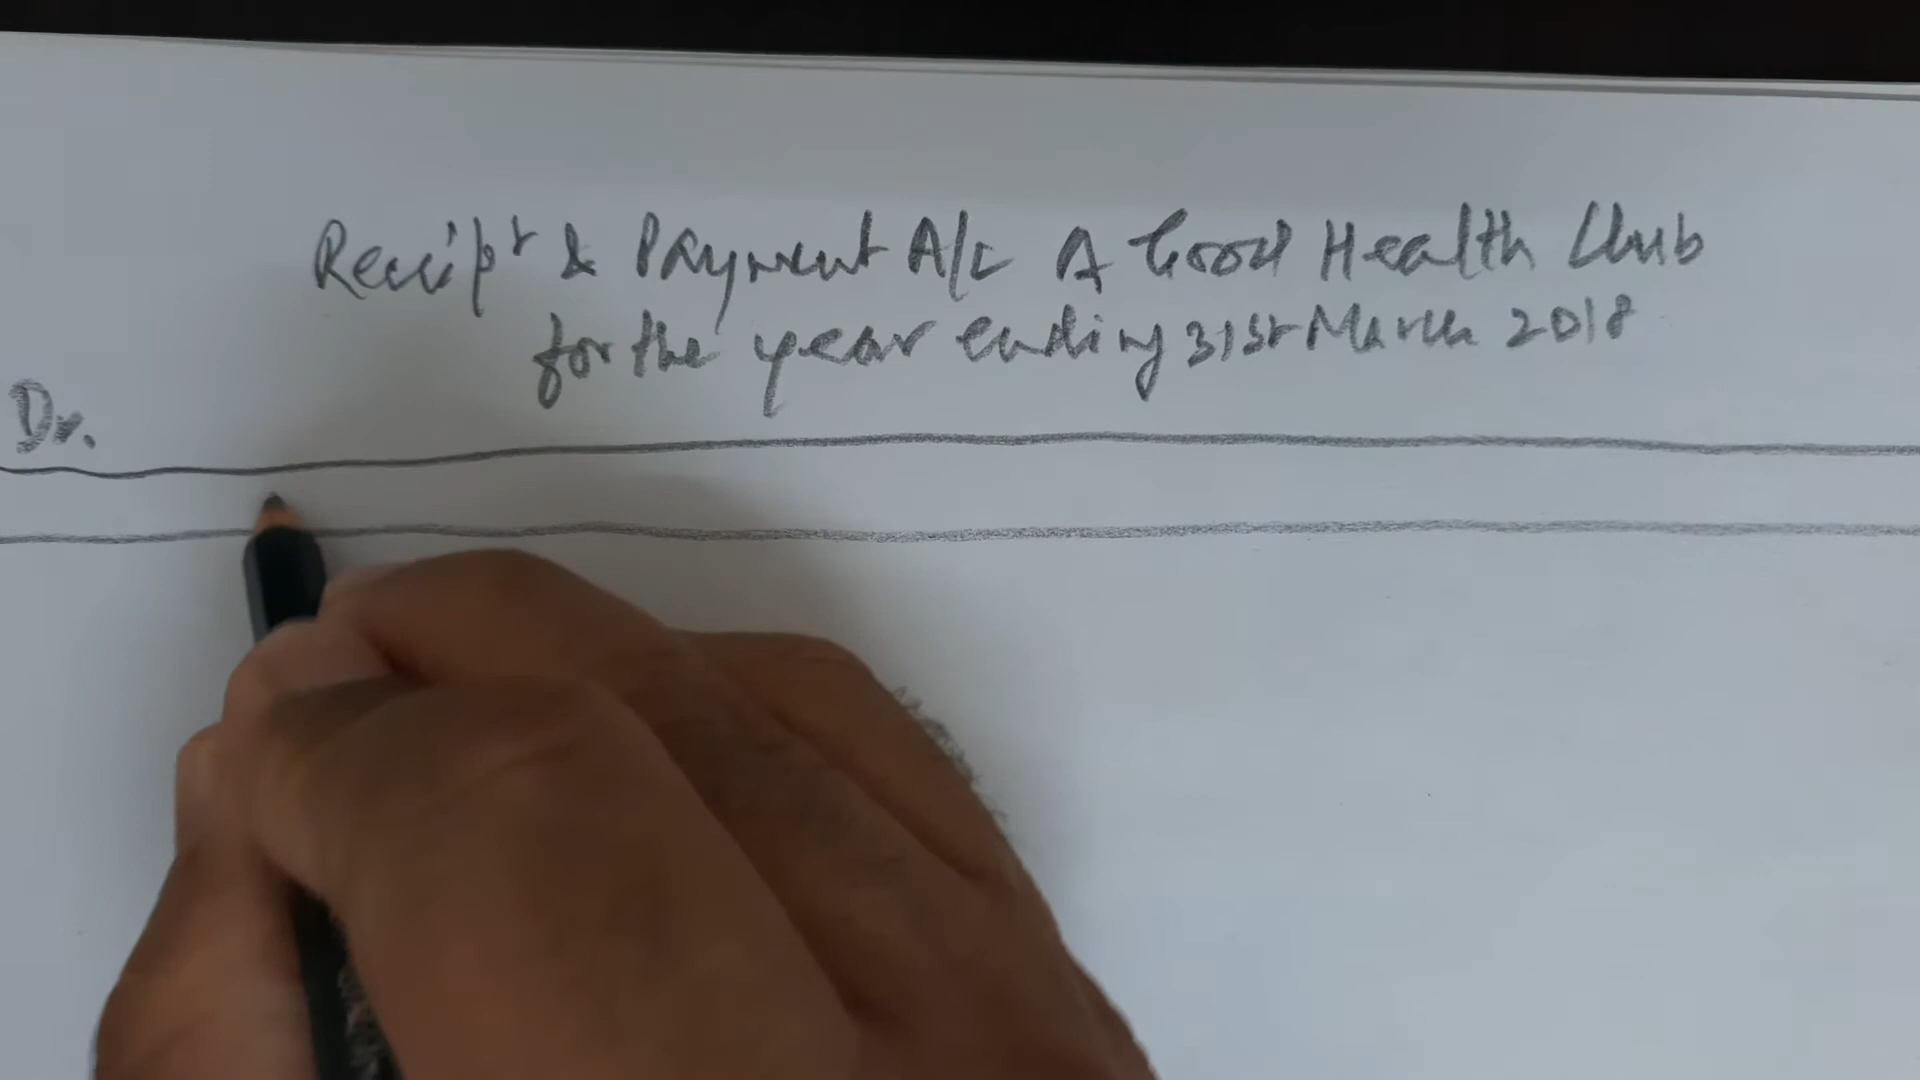 Receipt & Payment A/c A Good Health Club
for the year ending 31st March 2018
Dr.